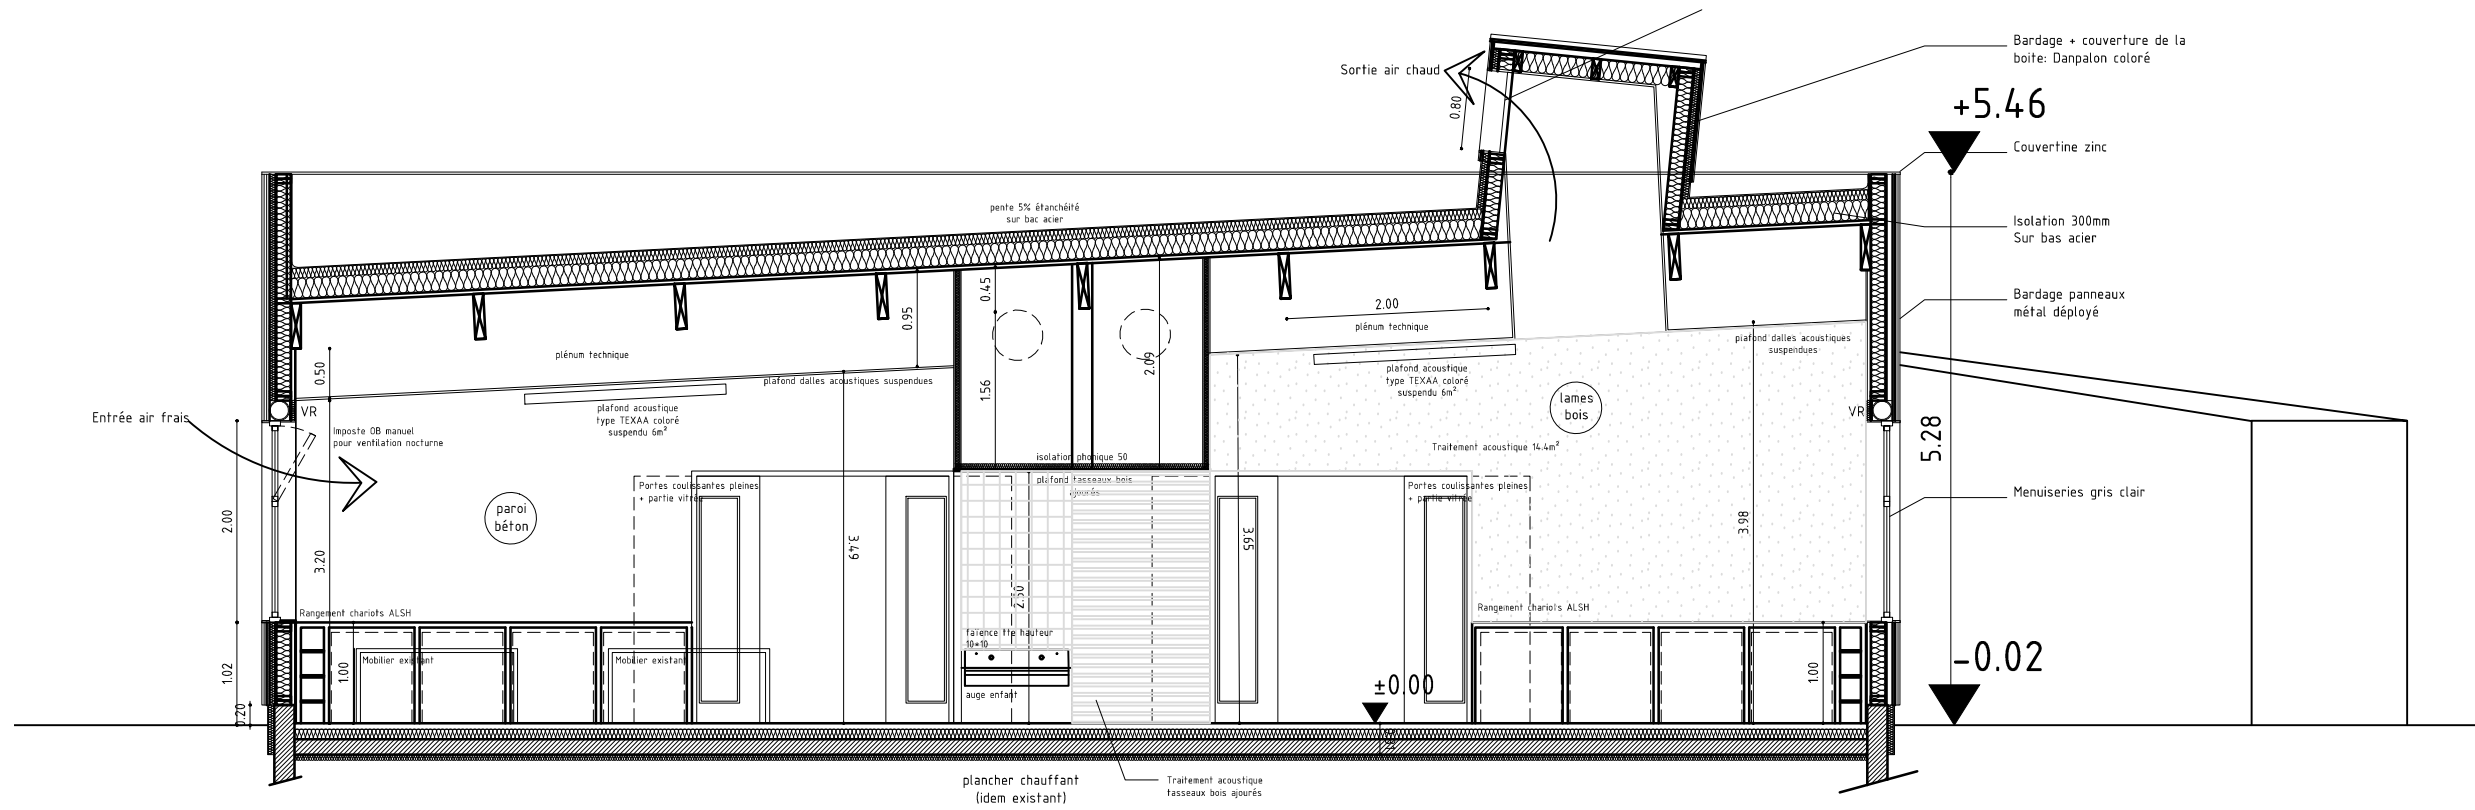 Bardage + couverture de la
boite: Danpalon coloré
Sortie air chaud
0.80
+5.46
Couvertine zinc
pente 5% étanchéité
sur bac acier
Isolation 300mm
Sur bas acier
Bardage panneaux
métal déployé
0.45
0.95
2.00
plénum technique
plénum technique
2.09
1.56
0.50
plafond dalles acoustiques
suspendues
plafond dalles acoustiques suspendues
plafond acoustique
type TEXAA coloré
suspendu 6m²
plafond acoustique
type TEXAA coloré
suspendu 6m²
lames
bois
Entrée air frais
VR
VR
Imposte OB manuel
pour ventilation nocturne
Traitement acoustique 14.4m²
5.28
isolation phonique 50
plafond tasseaux bois
ajourés
Portes coulissantes pleines
+ partie vitrée
Portes coulissantes pleines
+ partie vitrée
Menuiseries gris clair
paroi
béton
2.00
3.20
3.49
3.65
3.98
2.50
Rangement chariots ALSH
Rangement chariots ALSH
faïence tte hauteur
10*10
Mobilier existant
Mobilier existant
1.02
1.00
1.00
auge enfant
±0.00
-0.02
0.20
plancher chauffant
(idem existant)
Traitement acoustique
tasseaux bois ajourés